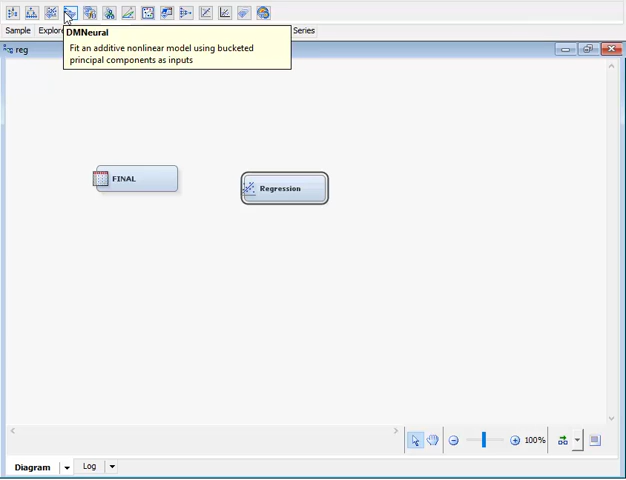 DMNeural
Sample Explore Series
Fit an additive nonlinear model using bucketed
principal components as inputs
reg
FINAL
Regression
100%
Diagram Log